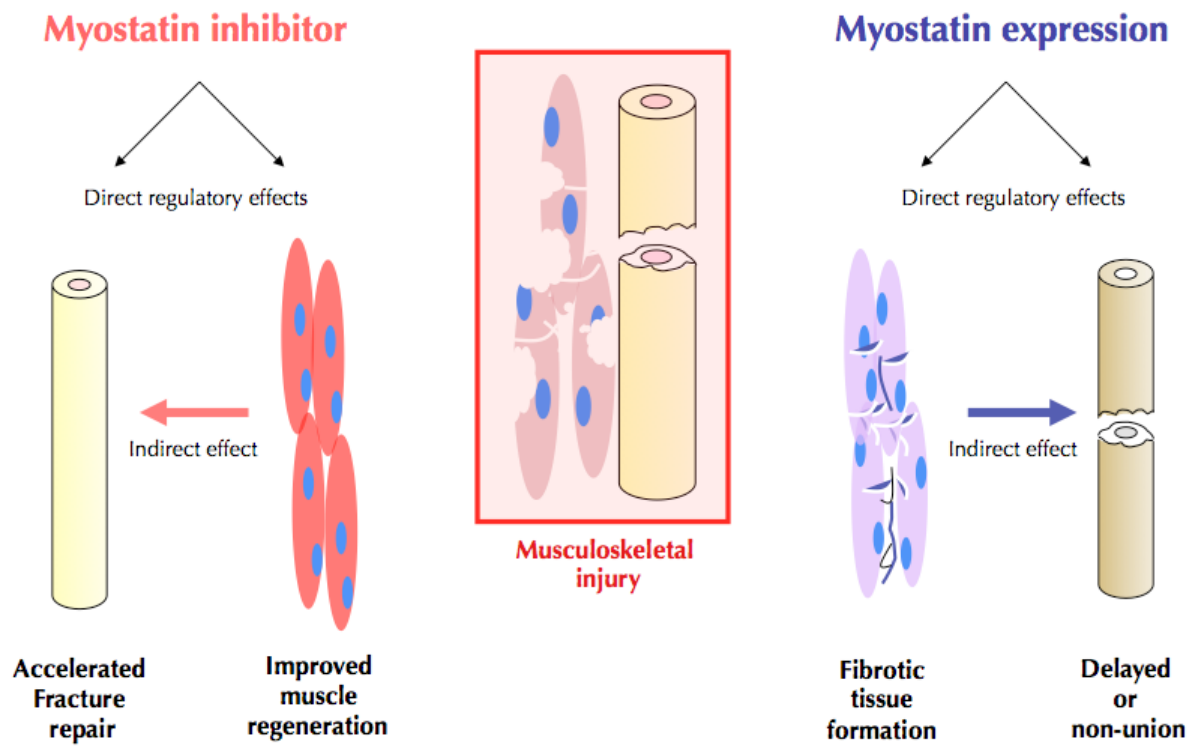 Myostatin inhibitor
Myostatin expression
Direct regulatory effects
Direct regulatory effects
Indirect effect
Indirect effect
Musculoskeletal
injury
Accelerated
Fracture
repair
Improved
muscle
regeneration
Fibrotic
tissue
formation
Delayed
or
non-union